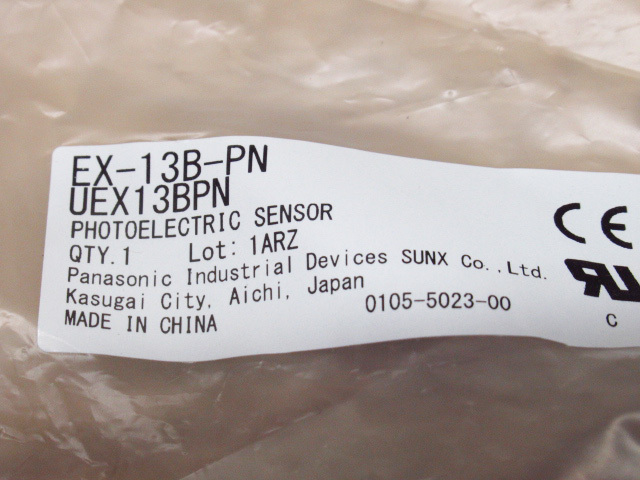 EX-13B-PN
UEX13BPN
PHOTOELECTRIC SENSOR
QTY.1 Lot: 1ARZ
Panasonic Industrial Devices SUNX Co.,Ltd.
Kasugai City, Aichi, Japan
0105-5023-00
MADE IN CHINA
CE
RU
C